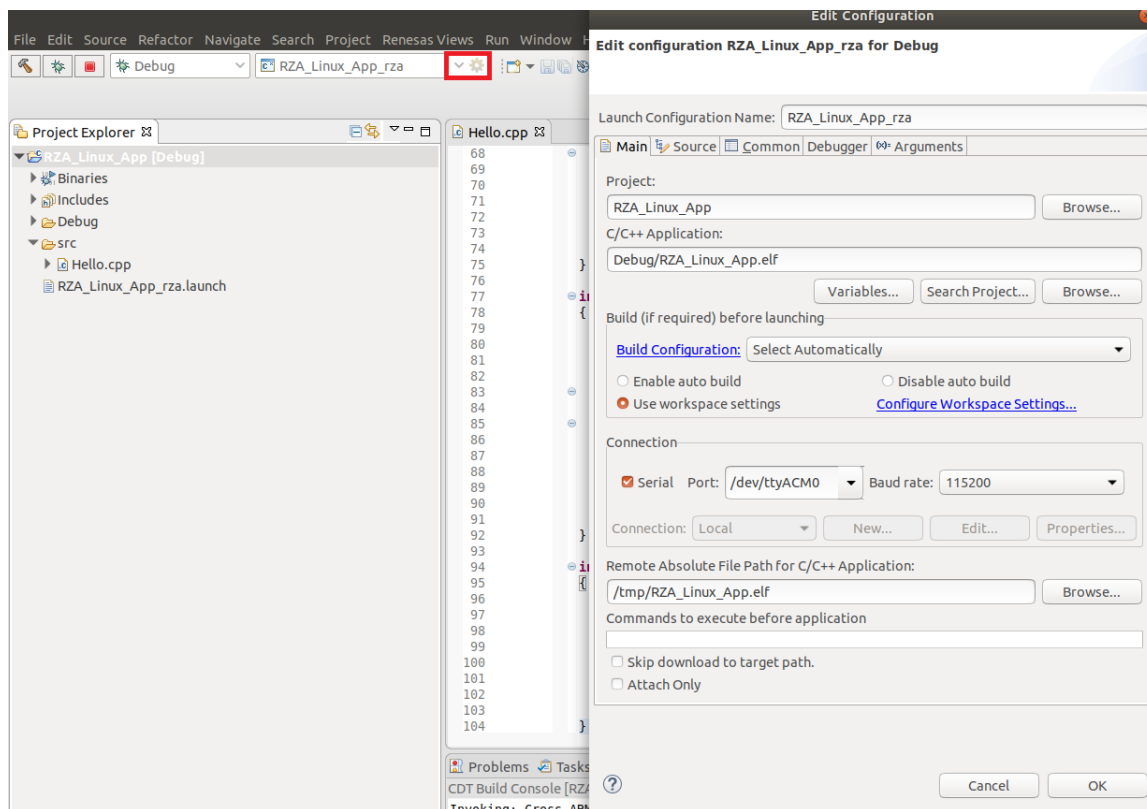 Edit Configuration
File Edit Source Refactor Navigate Search Project Renesas Views Run Window
Debug
RZA_Linux_App_rza
Project Explorer
RZA_Linux_App [Debug]
Binaries
Includes
Debug
src
Hello.cpp
RZA_Linux_App_rza.launch
Hello.cpp
68
69
70
71
72
73
74
75 }
76
77 in
78 {
79
80
81
82
83
84
85
86
87
88
89
90
91
92 }
93
94 in
95 {
96
97
98
99
100
101
102
103
104 }
Problems Tasks
CDT Build Console [RZA
Invoking: Cross ARM
Edit configuration RZA_Linux_App_rza for Debug
Launch Configuration Name: RZA_Linux_App_rza
Main Source Common Debugger (x)= Arguments
Project:
RZA_Linux_App Browse...
C/C++ Application:
Debug/RZA_Linux_App.elf
Variables... Search Project... Browse...
Build (if required) before launching
Build Configuration: Select Automatically
Enable auto build Disable auto build
Use workspace settings Configure Workspace Settings...
Connection
Serial Port: /dev/ttyACM0 Baud rate: 115200
Connection: Local New... Edit... Properties...
Remote Absolute File Path for C/C++ Application:
/tmp/RZA_Linux_App.elf Browse...
Commands to execute before application
Skip download to target path.
Attach Only
Cancel OK